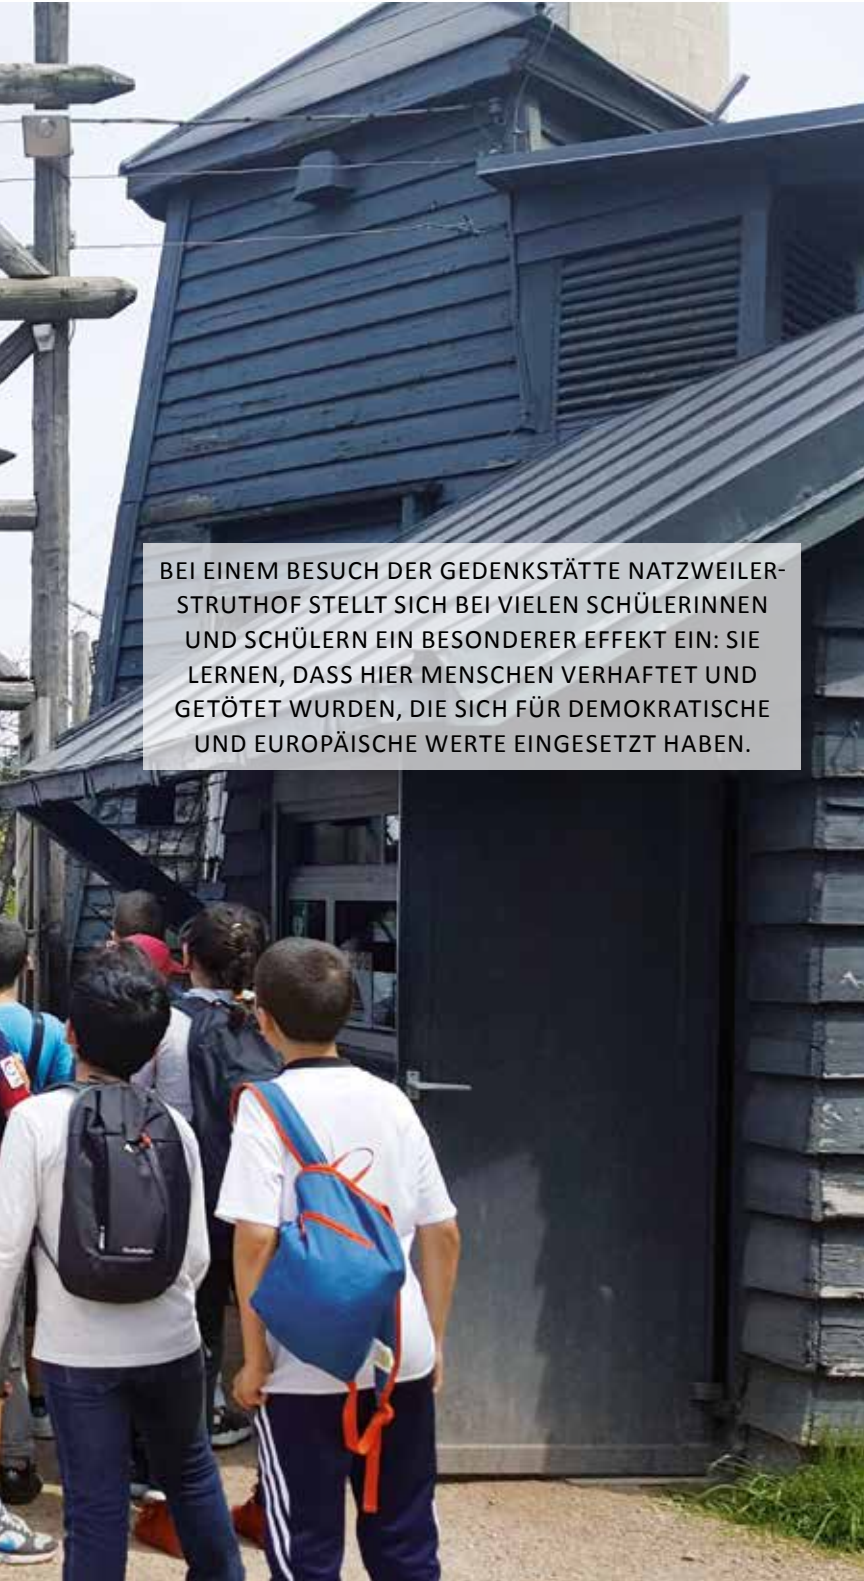 BEI EINEM BESUCH DER GEDENKSTÄTTE NATZWEILER-
STRUTHOF STELLT SICH BEI VIELEN SCHÜLERINNEN
UND SCHÜLERN EIN BESONDERER EFFEKT EIN: SIE
LERNEN, DASS HIER MENSCHEN VERHAFTET UND
GETÖTET WURDEN, DIE SICH FÜR DEMOKRATISCHE
UND EUROPÄISCHE WERTE EINGESETZT HABEN.